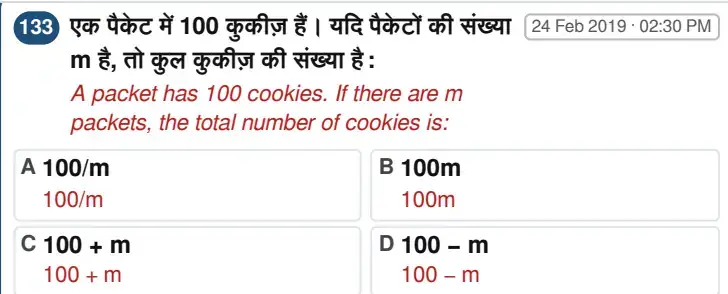 133 एक पैकेट में 100 कुकीज़ हैं। यदि पैकेटों की संख्या 24 Feb 2019 · 02:30 PM
m है, तो कुल कुकीज़ की संख्या है :
A packet has 100 cookies. If there are m
packets, the total number of cookies is:
A 100/m
100/m
B 100m
100m
C 100 + m
100 + m
D 100 – m
100 – m